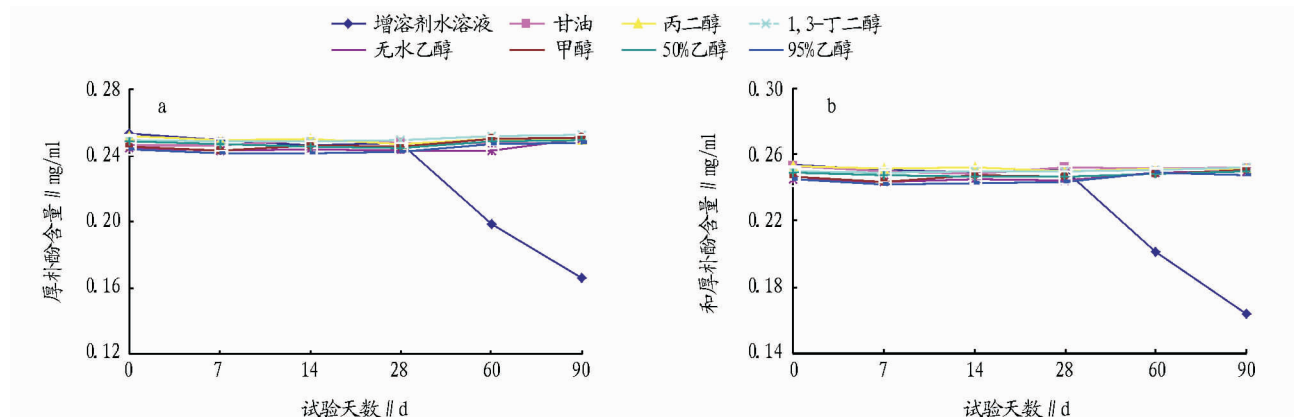 增溶剂水溶液 甘油 丙二醇 1,3-丁二醇
无水乙醇 甲醇 50%乙醇 95%乙醇
a
厚朴酚含量∥mg/ml
0.28
0.24
0.20
0.16
0.12
0 7 14 28 60 90
试验天数∥d
b
和厚朴酚含量∥mg/ml
0.30
0.26
0.22
0.18
0.14
0 7 14 28 60 90
试验天数∥d